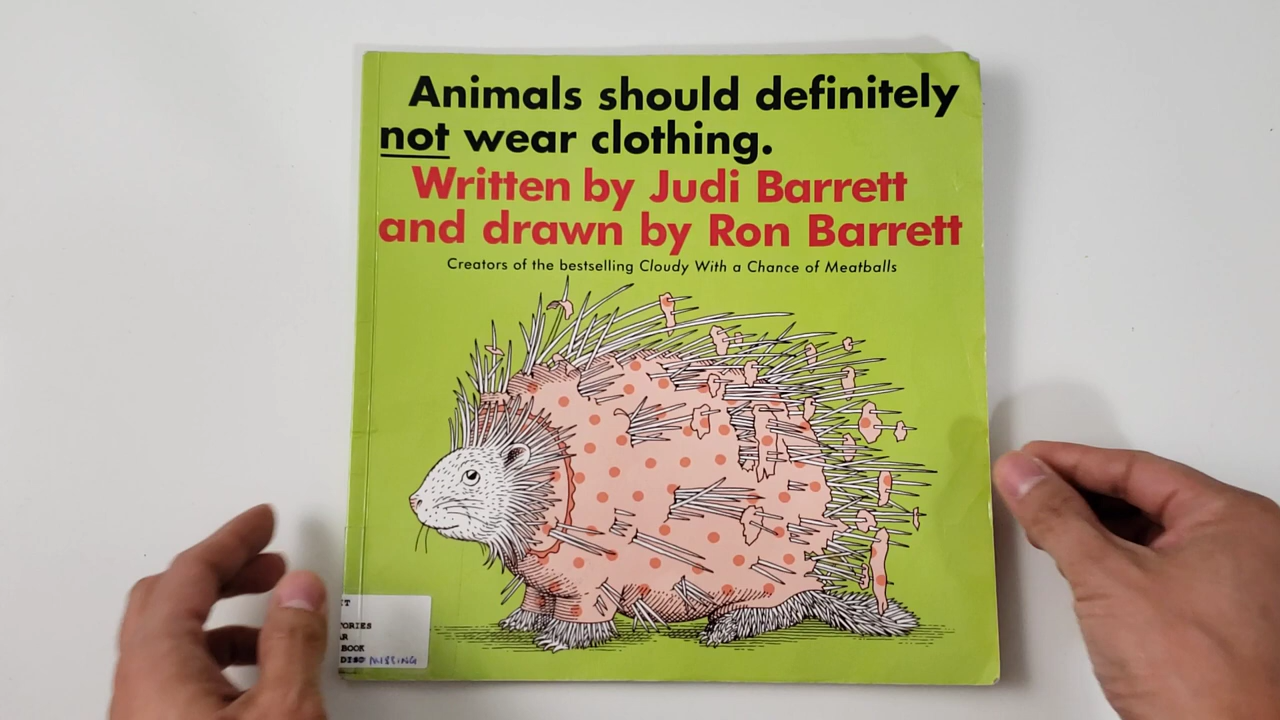 Animals should definitely
not wear clothing.
Written by Judi Barrett
and drawn by Ron Barrett
Creators of the bestselling Cloudy With a Chance of Meatballs
BOOK
MISSING